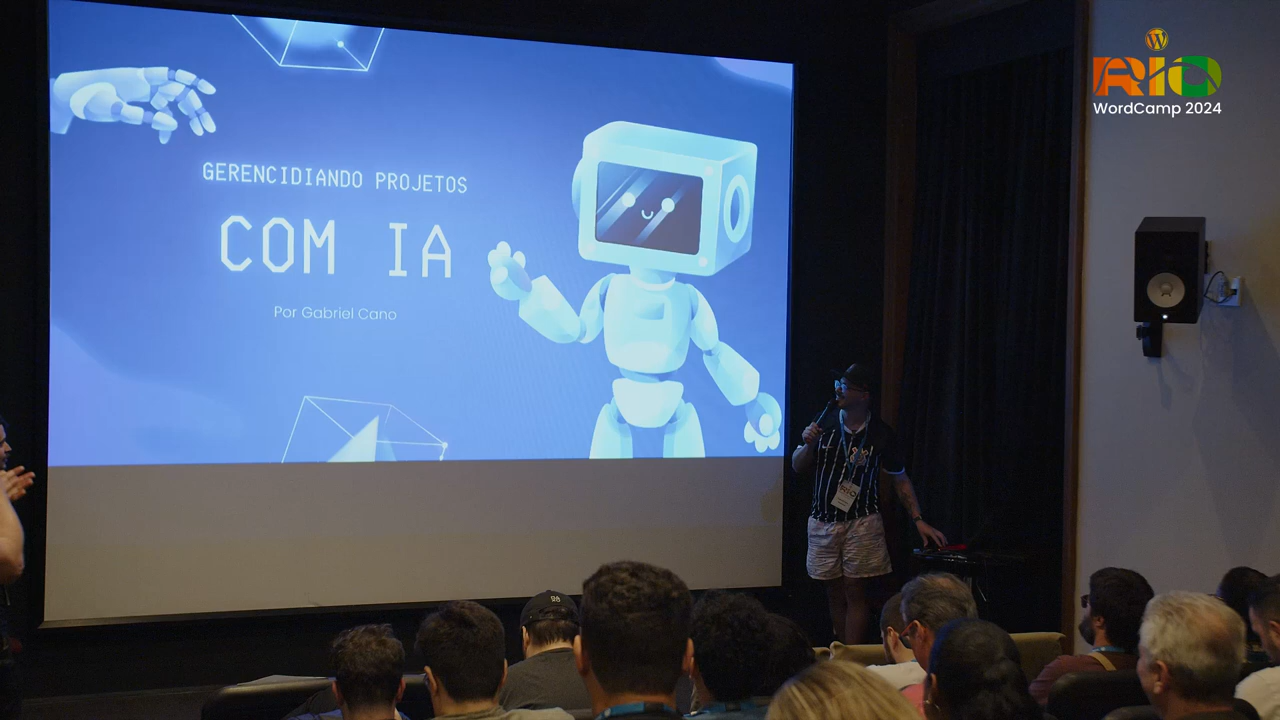 GERENCIDIANDO PROJETOS
COM IA
Por Gabriel Cano
RIO
WordCamp 2024